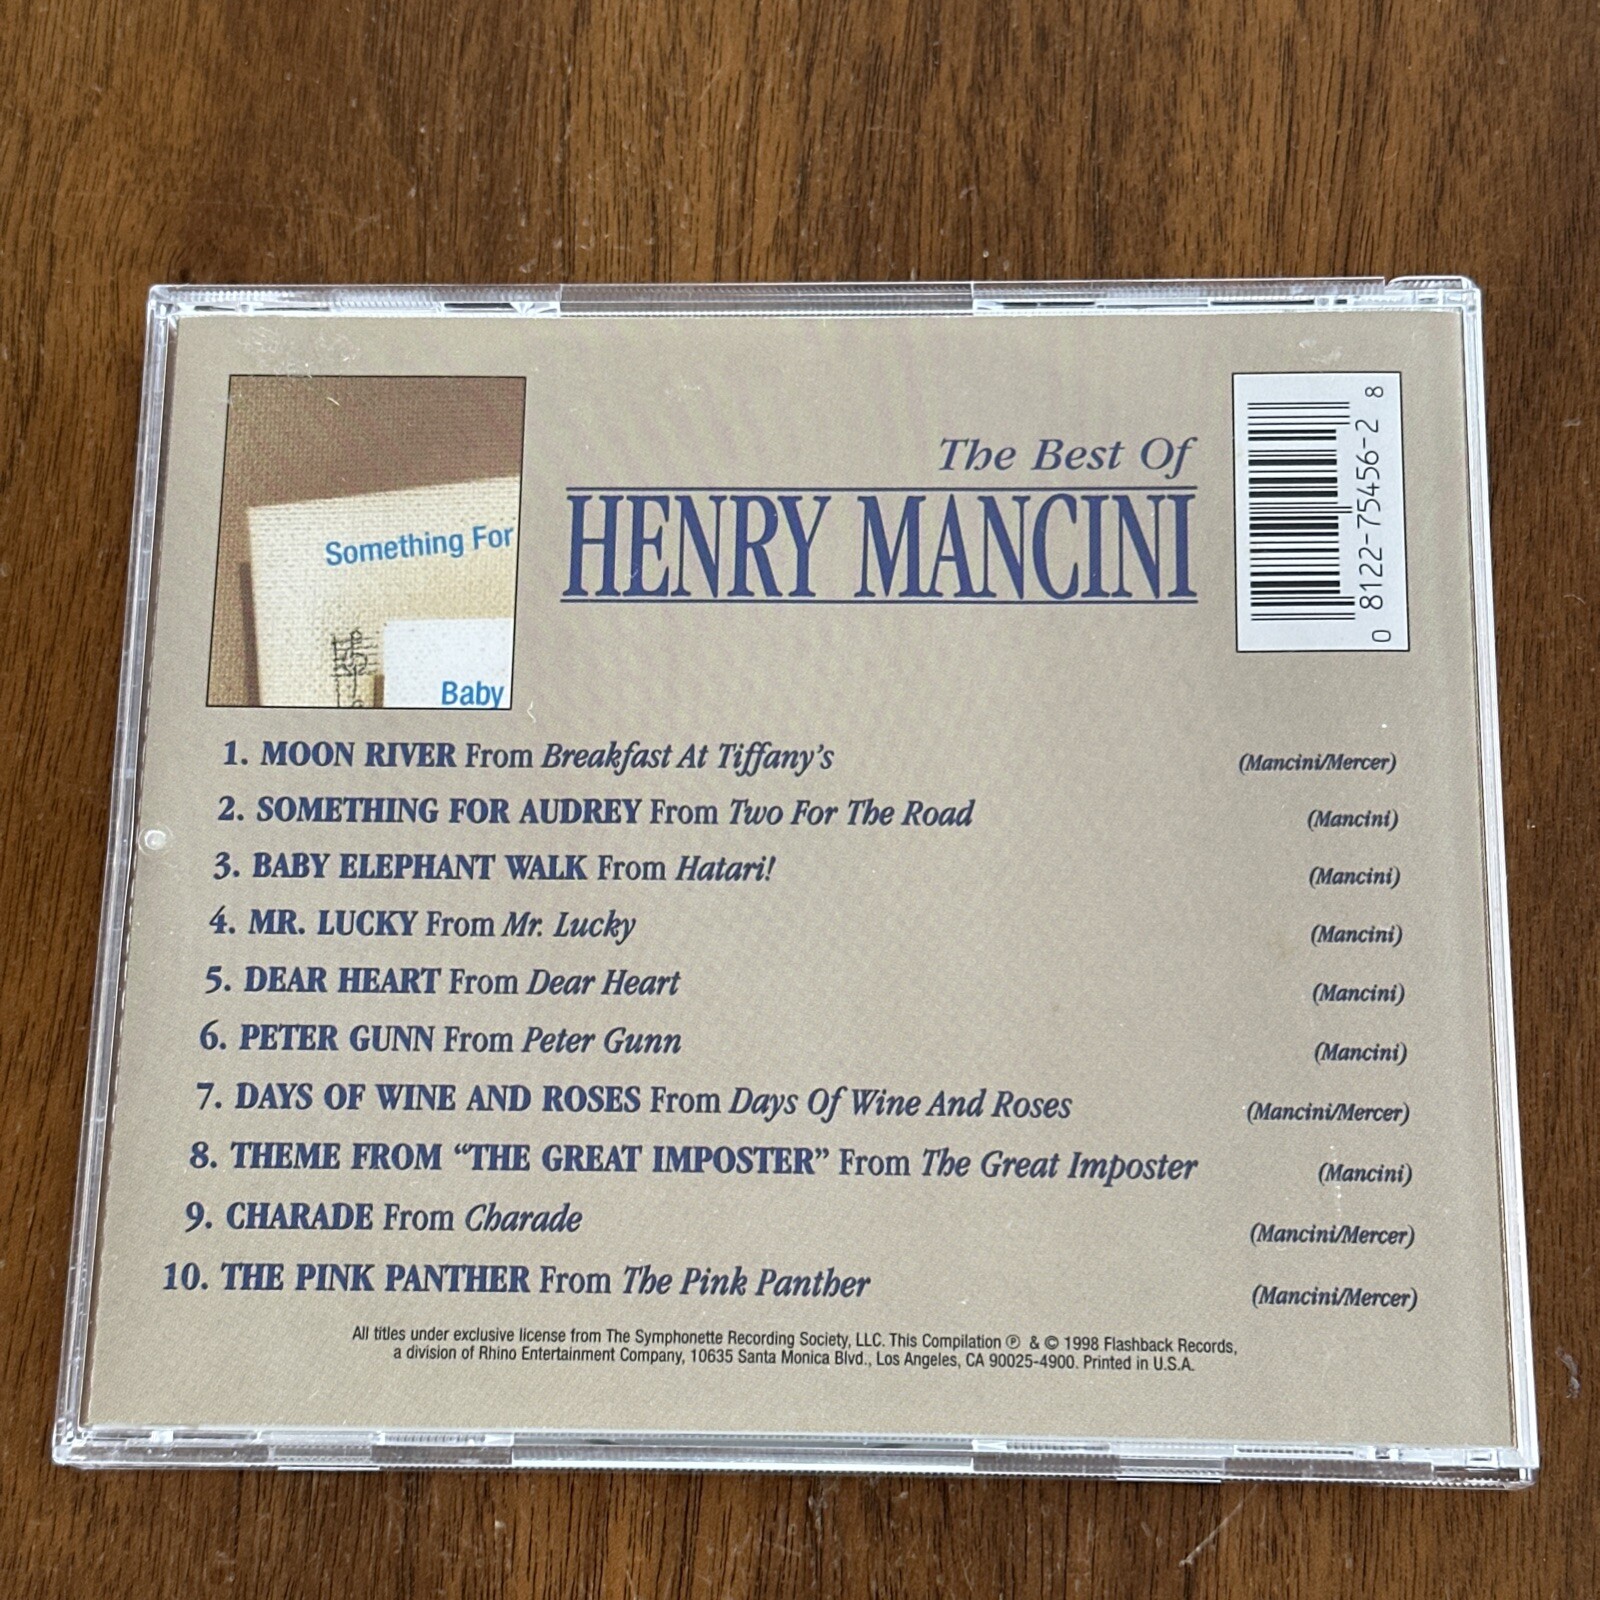 Something For
Baby
The Best Of
HENRY MANCINI
0 8122-75456-2 8
1. MOON RIVER From Breakfast At Tiffany's (Mancini/Mercer)
2. SOMETHING FOR AUDREY From Two For The Road (Mancini)
3. BABY ELEPHANT WALK From Hatari! (Mancini)
4. MR. LUCKY From Mr. Lucky (Mancini)
5. DEAR HEART From Dear Heart (Mancini)
6. PETER GUNN From Peter Gunn (Mancini)
7. DAYS OF WINE AND ROSES From Days Of Wine And Roses (Mancini/Mercer)
8. THEME FROM “THE GREAT IMPOSTER” From The Great Imposter (Mancini)
9. CHARADE From Charade (Mancini/Mercer)
10. THE PINK PANTHER From The Pink Panther (Mancini/Mercer)
All titles under exclusive license from The Symphonette Recording Society, LLC. This Compilation ℗ & © 1998 Flashback Records,
a division of Rhino Entertainment Company, 10635 Santa Monica Blvd., Los Angeles, CA 90025-4900. Printed in U.S.A.